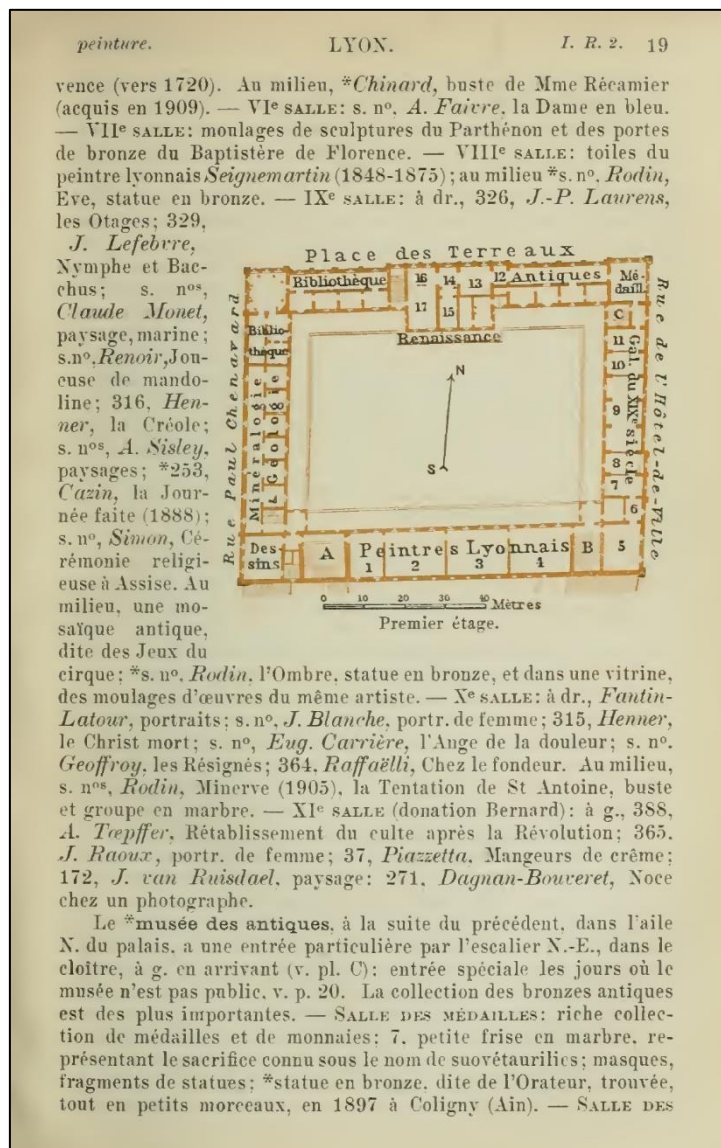 peinture. LYON. I. R. 2. 19
vence (vers 1720). Au milieu, *Chinard, buste de Mme Récamier
(acquis en 1909). — VIe SALLE: s. no, A. Faivre, la Dame en bleu.
— VIIe SALLE: moulages de sculptures du Parthénon et des portes
de bronze du Baptistère de Florence. — VIIIe SALLE: toiles du
peintre lyonnais Seignemartin (1848-1875); au milieu *s. no, Rodin,
Eve, statue en bronze. — IXe SALLE: à dr., 326, J.-P. Laurens,
les Otages; 329,
J. Lefebvre,
Nymphe et Bac-
chus; s. nos,
Claude Monet,
paysage, marine;
s. no, Renoir, Jou-
euse de mando-
line; 316, Hen-
ner, la Créole;
s. nos, A. Sisley,
paysages; *253,
Cazin, la Jour-
née faite (1888);
s. no, Simon, Cé-
rémonie religi-
euse à Assise. Au
milieu, une mo-
saïque antique,
dite des Jeux du
Place des Terreaux
Bibliothèque 16 14 13 12 Antiques Mé-
daill.
17 15
Renaissance
C
Biblio-
thèque
11
10
9
8
7
6
Gal. du XIXe siècle
Rue de l'Hôtel-de-Ville
Rue Paul Chenavard
Minéralogie
Géologie
N
S
Des-
sins
A Peintres Lyonnais B 5
1 2 3 4
0 10 20 30 40 Mètres
Premier étage.
cirque; *s. no, Rodin, l'Ombre, statue en bronze, et dans une vitrine,
des moulages d'œuvres du même artiste. — Xe SALLE: à dr., Fantin-
Latour, portraits; s. no, J. Blanche, portr. de femme; 315, Henner,
le Christ mort; s. no, Eug. Carrière, l'Ange de la douleur; s. no.
Geoffroy, les Résignés; 364, Raffaëlli, Chez le fondeur. Au milieu,
s. nos, Rodin, Minerve (1905), la Tentation de St Antoine, buste
et groupe en marbre. — XIe SALLE (donation Bernard): à g., 388,
A. Tœpffer, Rétablissement du culte après la Révolution; 365,
J. Raoux, portr. de femme; 37, Piazzetta, Mangeurs de crême;
172, J. van Ruisdael, paysage; 271, Dagnan-Bouveret, Noce
chez un photographe.
Le *musée des antiques, à la suite du précédent, dans l'aile
N. du palais, a une entrée particulière par l'escalier N.-E., dans le
cloître, à g. en arrivant (v. pl. C): entrée spéciale les jours où le
musée n'est pas public, v. p. 20. La collection des bronzes antiques
est des plus importantes. — SALLE DES MÉDAILLES: riche collec-
tion de médailles et de monnaies; 7, petite frise en marbre, re-
présentant le sacrifice connu sous le nom de suovétaurilies; masques,
fragments de statues; *statue en bronze, dite de l'Orateur, trouvée,
tout en petits morceaux, en 1897 à Coligny (Ain). — SALLE DES